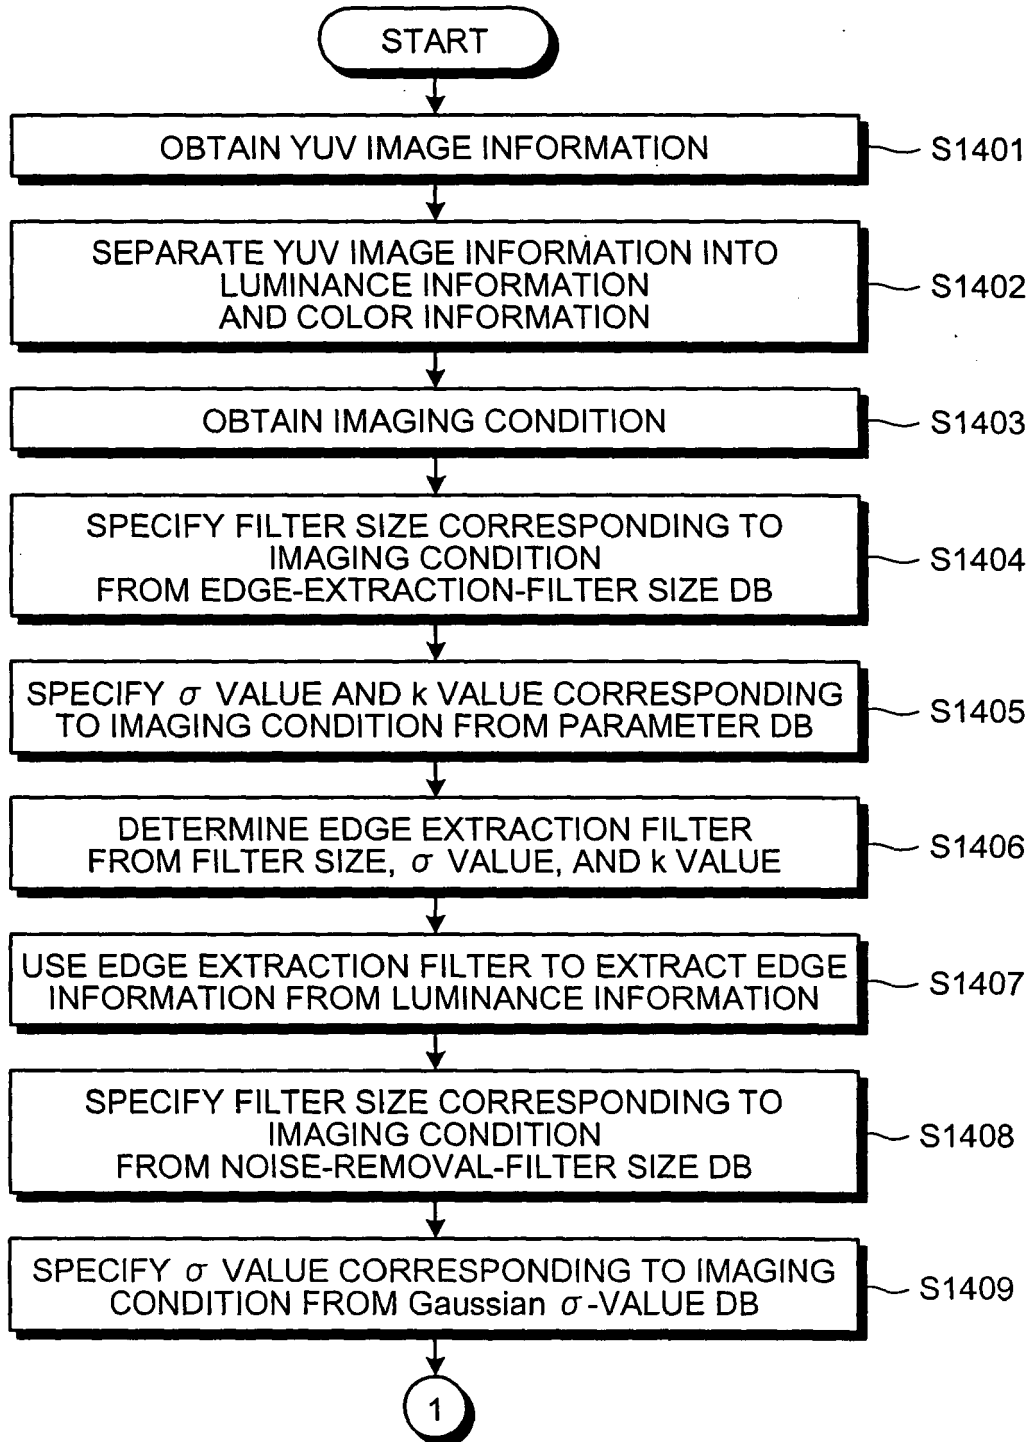 START
OBTAIN YUV IMAGE INFORMATION
S1401
SEPARATE YUV IMAGE INFORMATION INTO
LUMINANCE INFORMATION
AND COLOR INFORMATION
S1402
OBTAIN IMAGING CONDITION
S1403
SPECIFY FILTER SIZE CORRESPONDING TO
IMAGING CONDITION
FROM EDGE-EXTRACTION-FILTER SIZE DB
S1404
SPECIFY σ VALUE AND k VALUE CORRESPONDING
TO IMAGING CONDITION FROM PARAMETER DB
S1405
DETERMINE EDGE EXTRACTION FILTER
FROM FILTER SIZE, σ VALUE, AND k VALUE
S1406
USE EDGE EXTRACTION FILTER TO EXTRACT EDGE
INFORMATION FROM LUMINANCE INFORMATION
S1407
SPECIFY FILTER SIZE CORRESPONDING TO
IMAGING CONDITION
FROM NOISE-REMOVAL-FILTER SIZE DB
S1408
SPECIFY σ VALUE CORRESPONDING TO IMAGING
CONDITION FROM Gaussian σ-VALUE DB
S1409
1